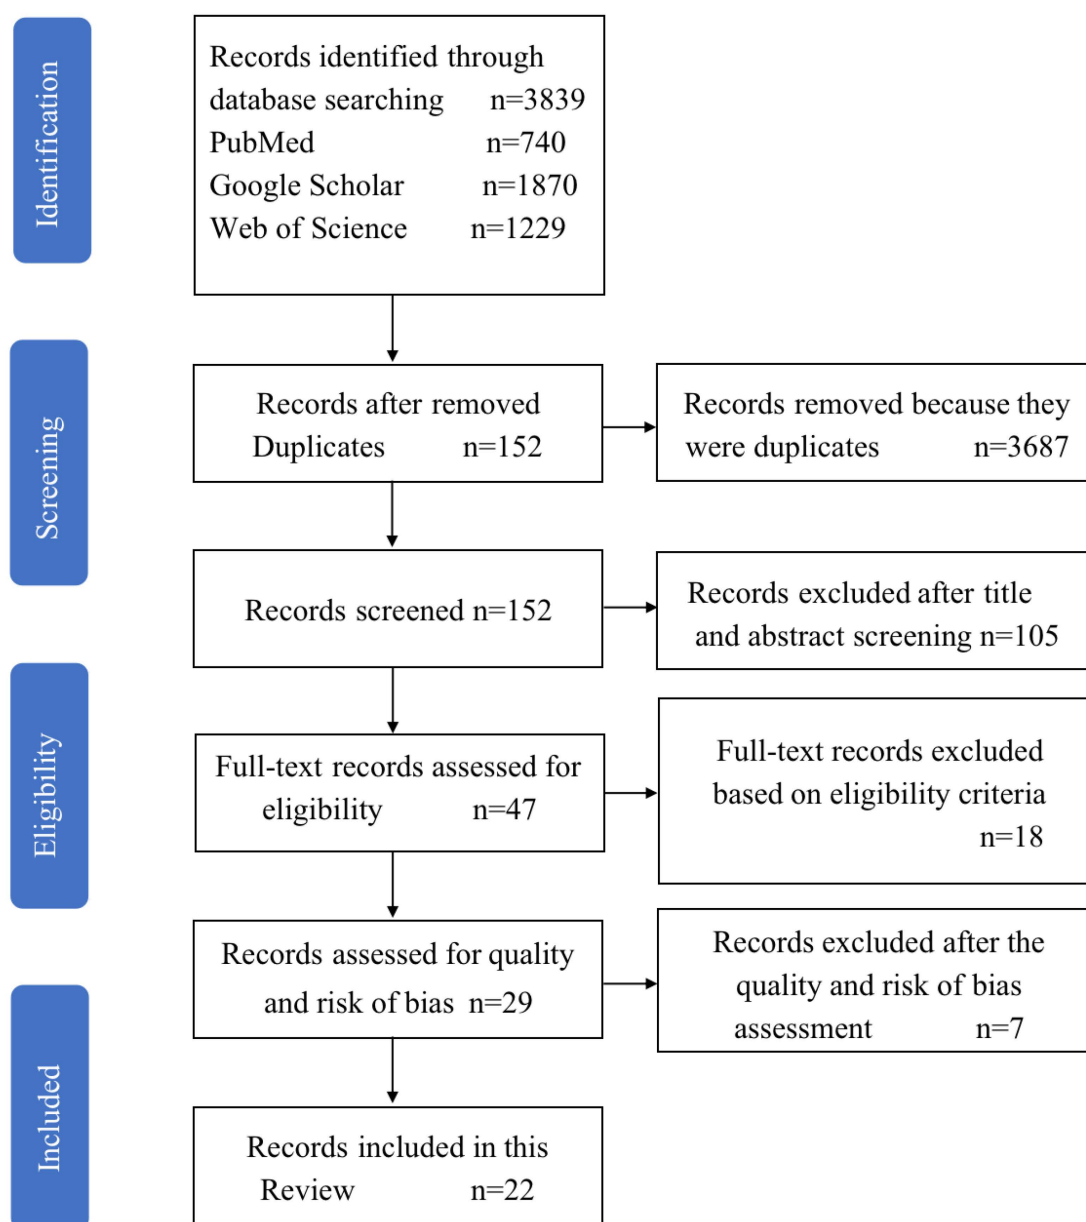 Identification
Records identified through
database searching n=3839
PubMed n=740
Google Scholar n=1870
Web of Science n=1229
Screening
Records after removed
Duplicates n=152
Records removed because they
were duplicates n=3687
Records screened n=152
Records excluded after title
and abstract screening n=105
Eligibility
Full-text records assessed for
eligibility n=47
Full-text records excluded
based on eligibility criteria
n=18
Records assessed for quality
and risk of bias n=29
Records excluded after the
quality and risk of bias
assessment n=7
Included
Records included in this
Review n=22